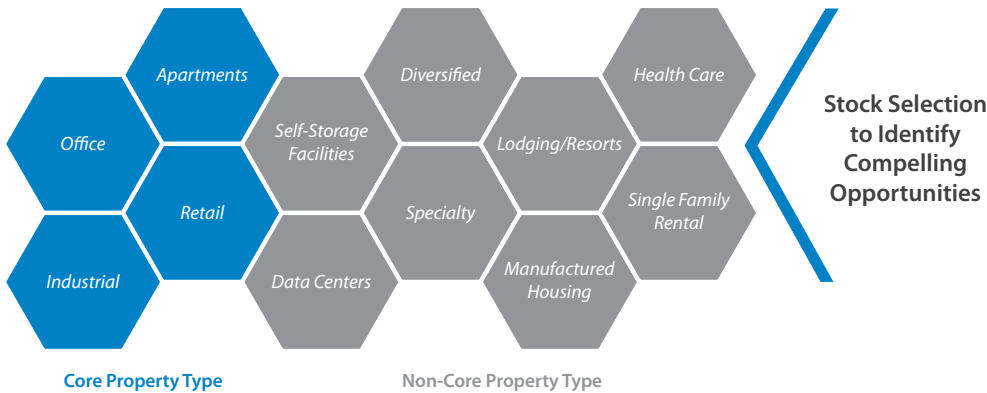 Apartments
Diversified
Health Care
Office
Self-Storage
Facilities
Lodging/Resorts
Retail
Specialty
Single Family
Rental
Industrial
Data Centers
Manufactured
Housing
Stock Selection
to Identify
Compelling
Opportunities
Core Property Type
Non-Core Property Type